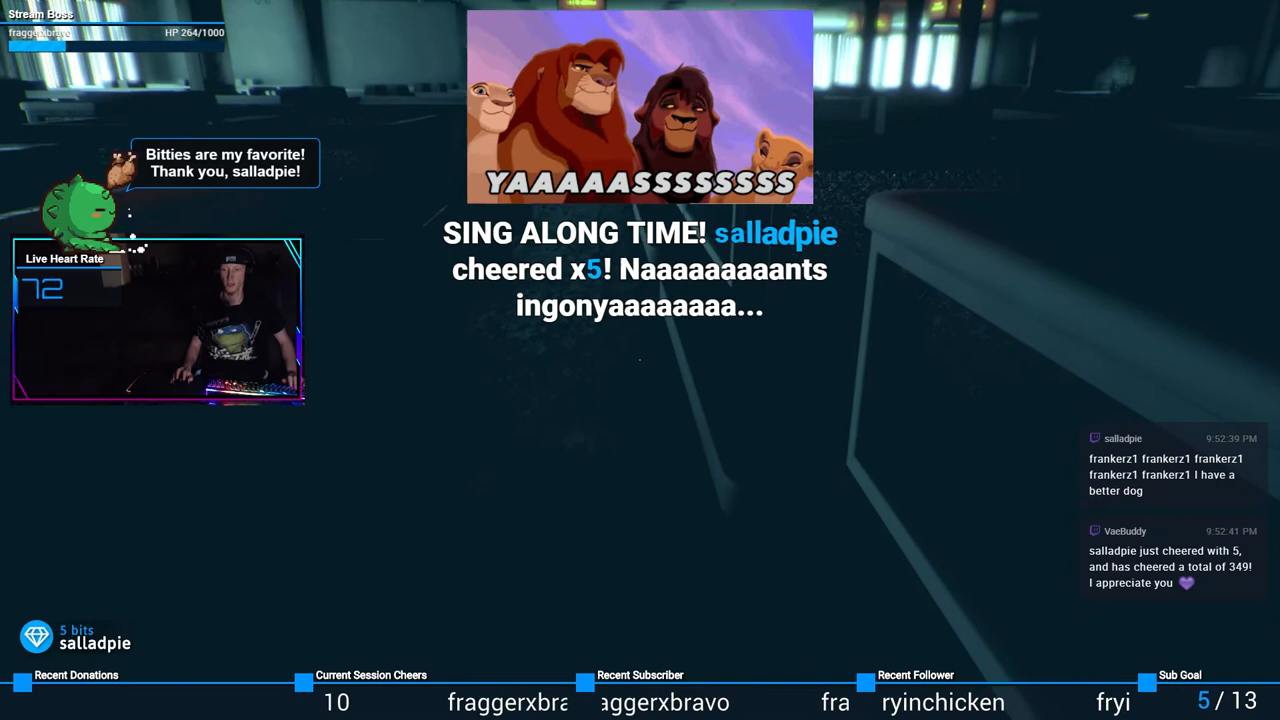 Stream Boss
fraggerxbravo HP 264/1000
YAAAAASSSSSSSS
Bitties are my favorite!
Thank you, salladpie!
SING ALONG TIME! salladpie
cheered x5! Naaaaaaaaaants
ingonyaaaaaaaa...
Live Heart Rate
72
salladpie 9:52:39 PM
frankerz1 frankerz1 frankerz1
frankerz1 frankerz1 I have a
better dog
VaeBuddy 9:52:41 PM
salladpie just cheered with 5,
and has cheered a total of 349!
I appreciate you
5 bits
salladpie
Recent Donations
Current Session Cheers
10 fraggerxbra
Recent Subscriber
aggerxbravo fra
Recent Follower
ryinchicken fryi
Sub Goal
5 / 13